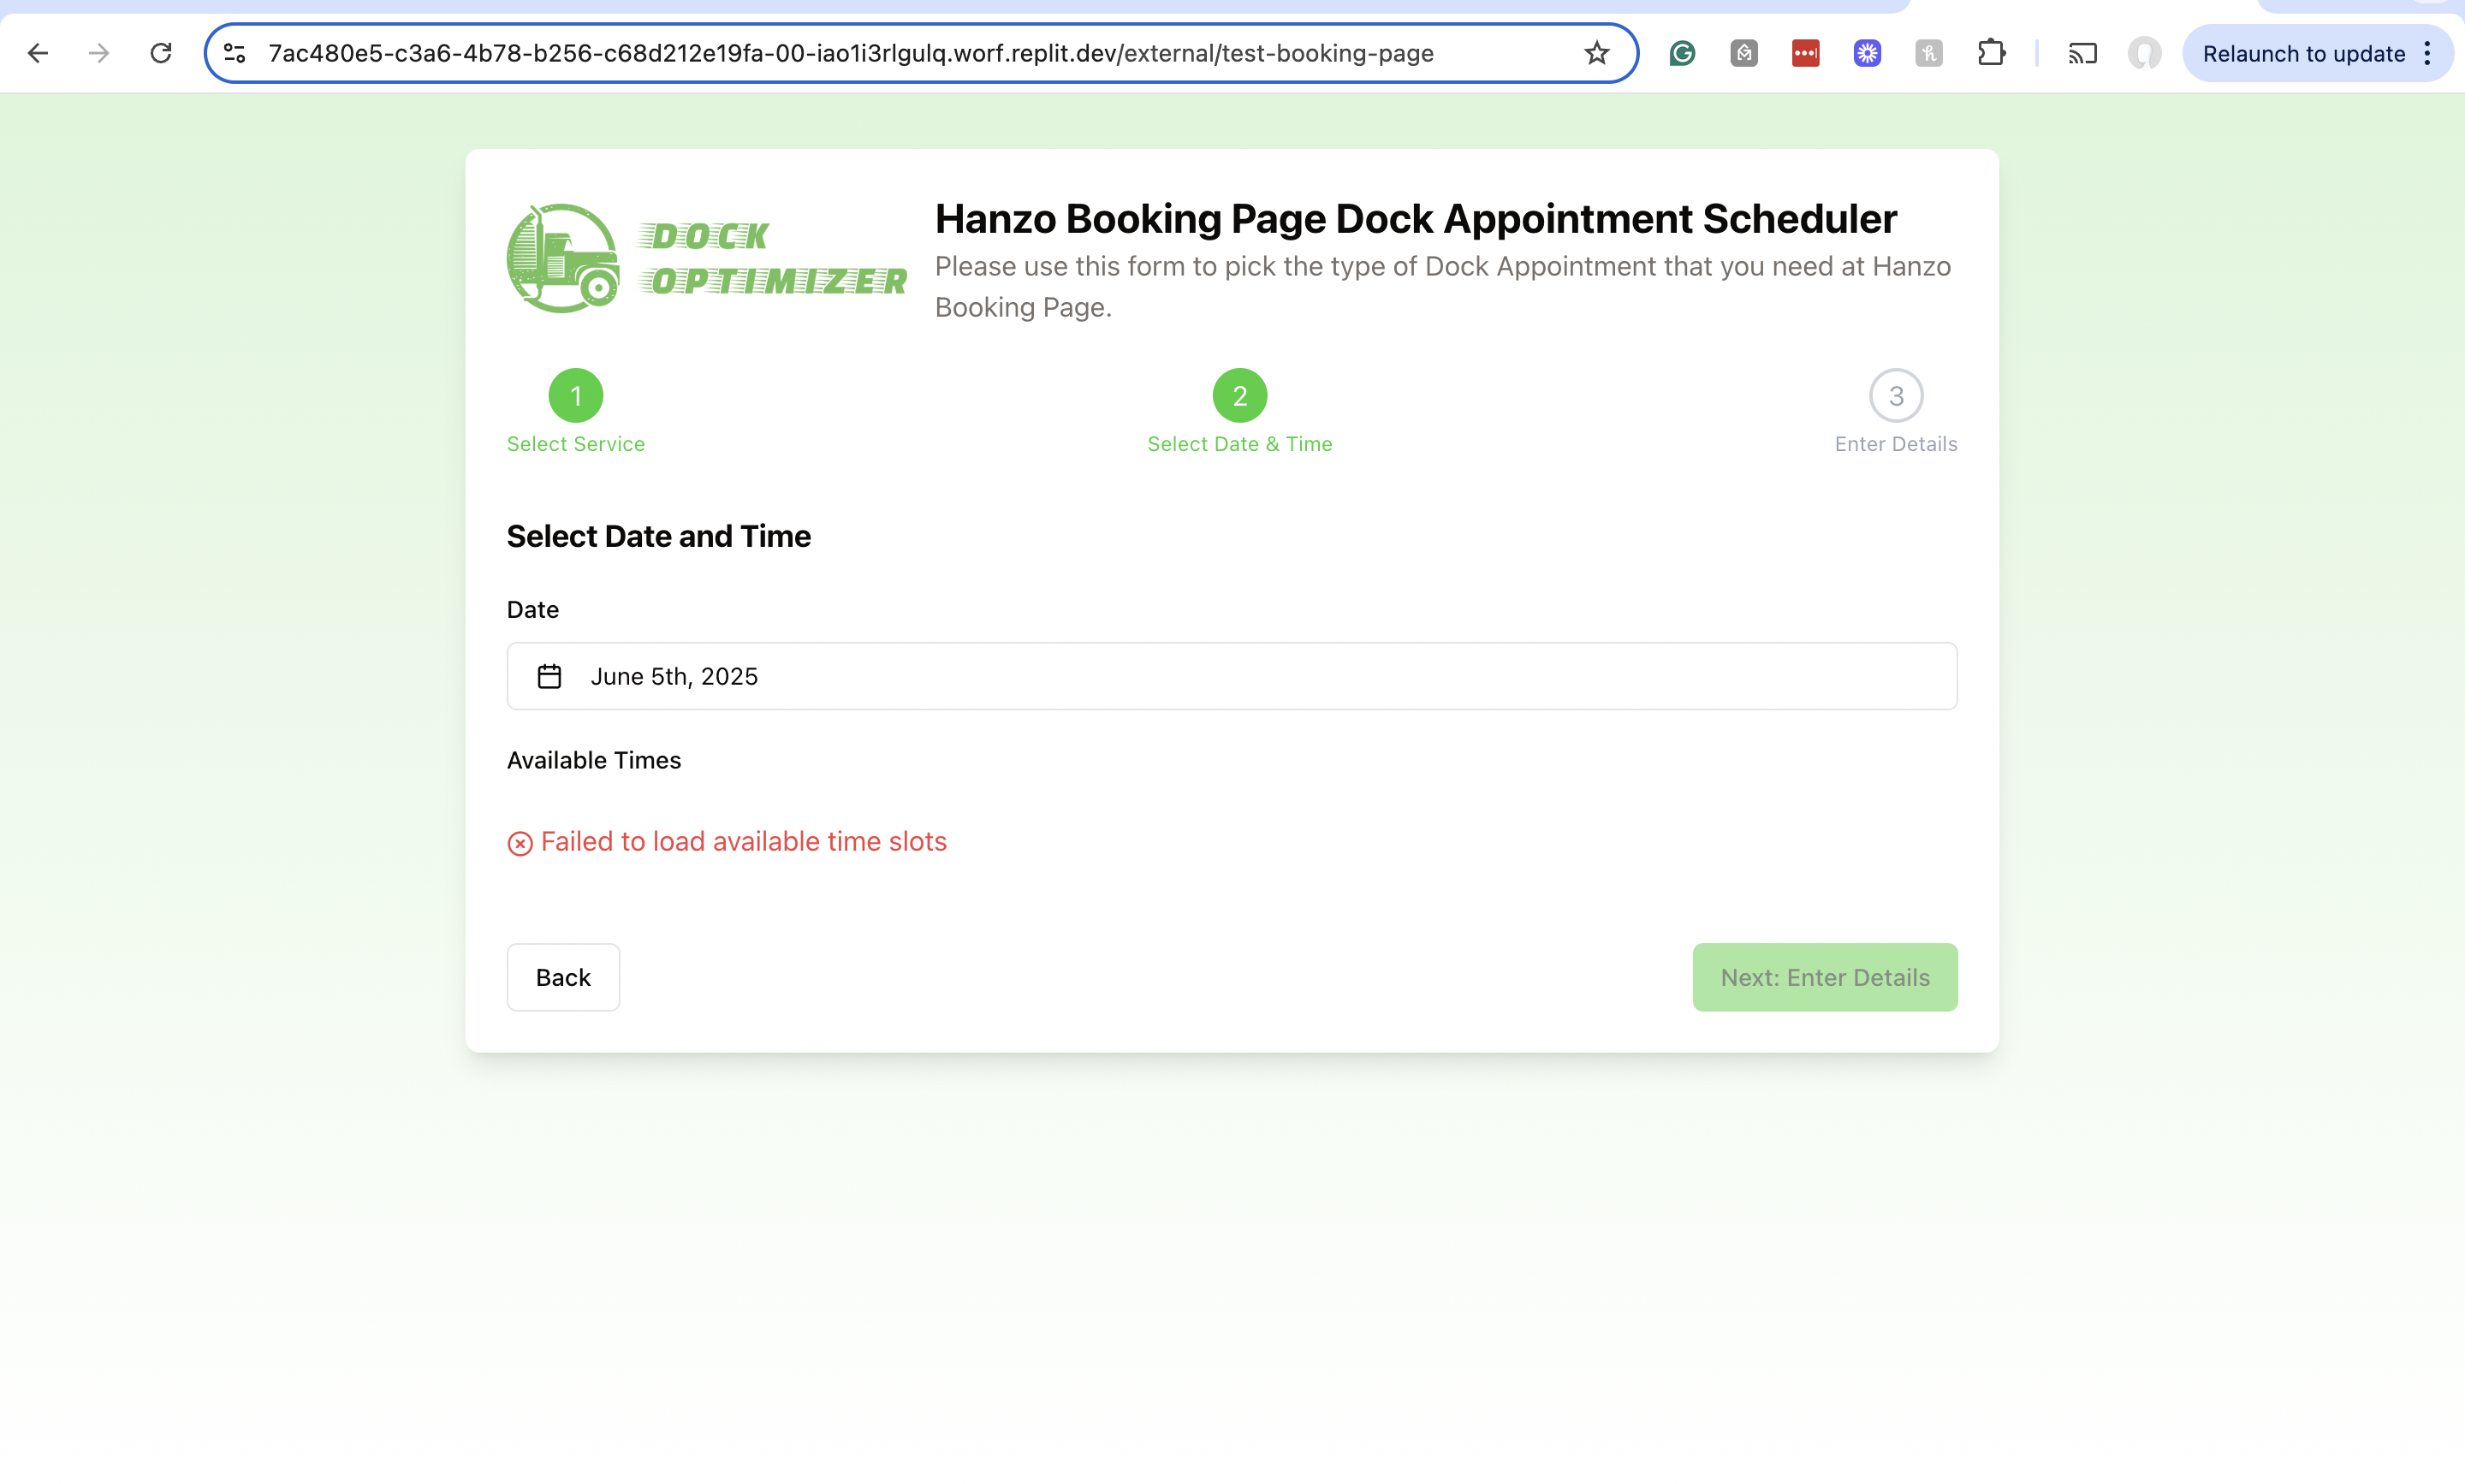 7ac480e5-c3a6-4b78-b256-c68d212e19fa-00-iao1i3rlgulq.worf.replit.dev/external/test-booking-page
Relaunch to update
DOCK
OPTIMIZER
Hanzo Booking Page Dock Appointment Scheduler
Please use this form to pick the type of Dock Appointment that you need at Hanzo
Booking Page.
1
2
3
Select Service
Select Date & Time
Enter Details
Select Date and Time
Date
June 5th, 2025
Available Times
Failed to load available time slots
Back
Next: Enter Details